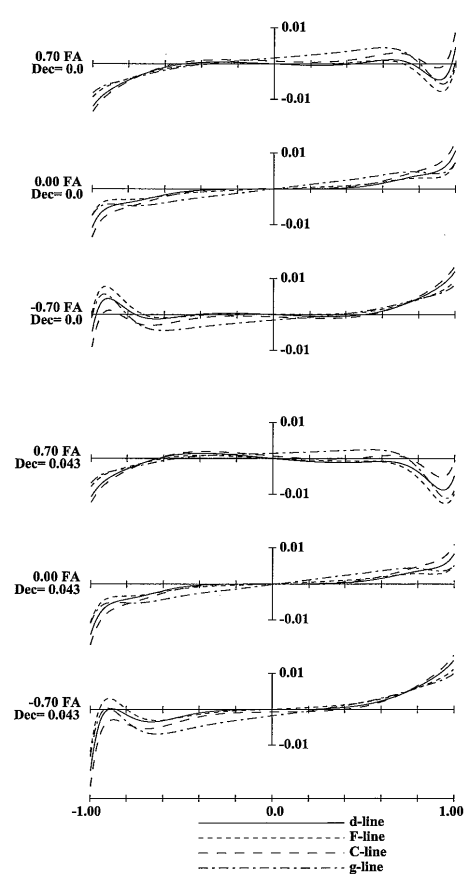 0.01
0.70 FA
Dec= 0.0
-0.01
0.01
0.00 FA
Dec= 0.0
-0.01
0.01
-0.70 FA
Dec= 0.0
-0.01
0.01
0.70 FA
Dec= 0.043
-0.01
0.01
0.00 FA
Dec= 0.043
-0.01
0.01
-0.70 FA
Dec= 0.043
-0.01
-1.00 0.0 1.00
d-line
F-line
C-line
g-line